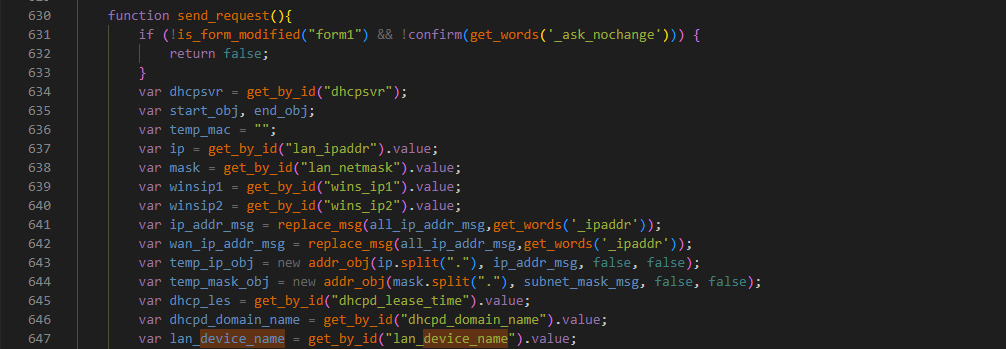 630 function send_request(){
631 if (!is_form_modified("form1") && !confirm(get_words('_ask_nochange'))) {
632 return false;
633 }
634 var dhcpsvr = get_by_id("dhcpsvr");
635 var start_obj, end_obj;
636 var temp_mac = "";
637 var ip = get_by_id("lan_ipaddr").value;
638 var mask = get_by_id("lan_netmask").value;
639 var winsip1 = get_by_id("wins_ip1").value;
640 var winsip2 = get_by_id("wins_ip2").value;
641 var ip_addr_msg = replace_msg(all_ip_addr_msg,get_words('_ipaddr'));
642 var wan_ip_addr_msg = replace_msg(all_ip_addr_msg,get_words('_ipaddr'));
643 var temp_ip_obj = new addr_obj(ip.split("."), ip_addr_msg, false, false);
644 var temp_mask_obj = new addr_obj(mask.split("."), subnet_mask_msg, false, false);
645 var dhcp_les = get_by_id("dhcpd_lease_time").value;
646 var dhcpd_domain_name = get_by_id("dhcpd_domain_name").value;
647 var lan_device_name = get_by_id("lan_device_name").value;